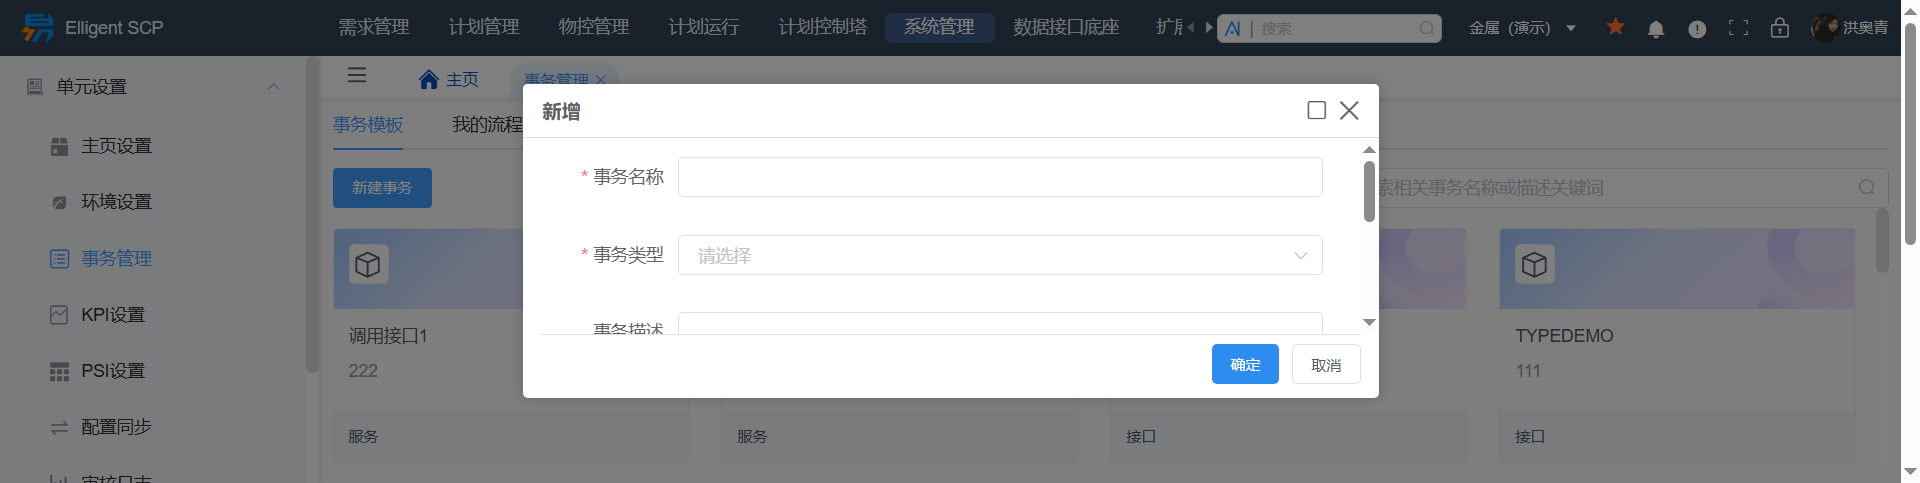 Elligent SCP 需求管理 计划管理 物控管理 计划运行 计划控制塔 系统管理 数据接口底座 AI 搜索 金属（演示） 洪奥青
单元设置
主页设置
环境设置
事务管理
KPI设置
PSI设置
配置同步
审核日志
主页 事务管理
事务模板 我的流程
新建事务 索相关事务名称或描述关键词
新增
* 事务名称
* 事务类型 请选择
事务描述
确定 取消
调用接口1 TYPEDEMO
222 111
服务 服务 接口 接口